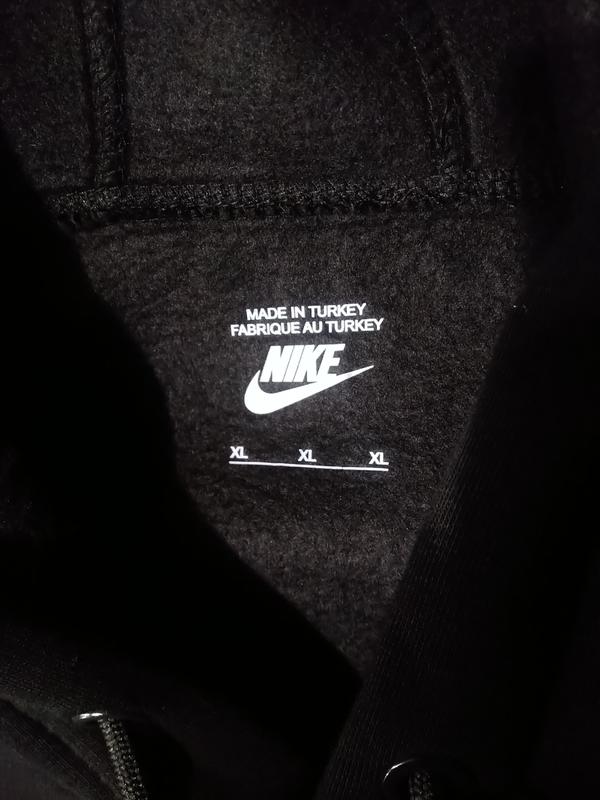 MADE IN TURKEY
FABRIQUE AU TURKEY
NIKE
XL XL XL